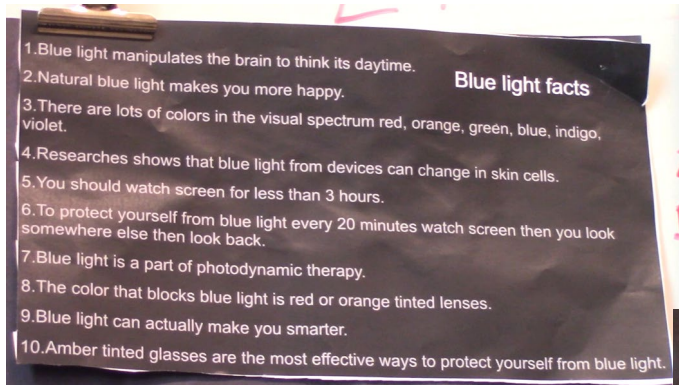 Blue light facts
1.Blue light manipulates the brain to think its daytime.
2.Natural blue light makes you more happy.
3.There are lots of colors in the visual spectrum red, orange, green, blue, indigo,
violet.
4.Researches shows that blue light from devices can change in skin cells.
5.You should watch screen for less than 3 hours.
6.To protect yourself from blue light every 20 minutes watch screen then you look
somewhere else then look back.
7.Blue light is a part of photodynamic therapy.
8.The color that blocks blue light is red or orange tinted lenses.
9.Blue light can actually make you smarter.
10.Amber tinted glasses are the most effective ways to protect yourself from blue light.